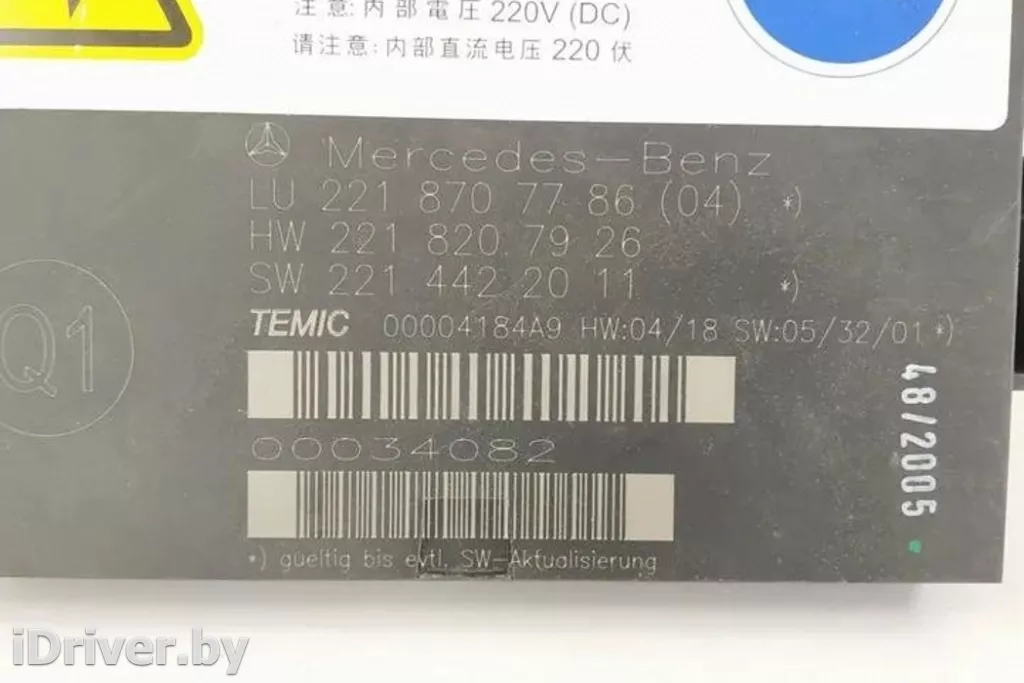 注意:内部電圧 220V (DC)
请注意:内部直流电压 220 伏
Mercedes-Benz
LU 221 870 77 86 (04) *)
HW 221 820 79 26
SW 221 442 20 11 *)
TEMIC 00004184A9 HW:04/18 SW:05/32/01 *)
Q1
48/2005
00034082
*) gueltig bis evtl. SW-Aktualisierung
iDriver.by